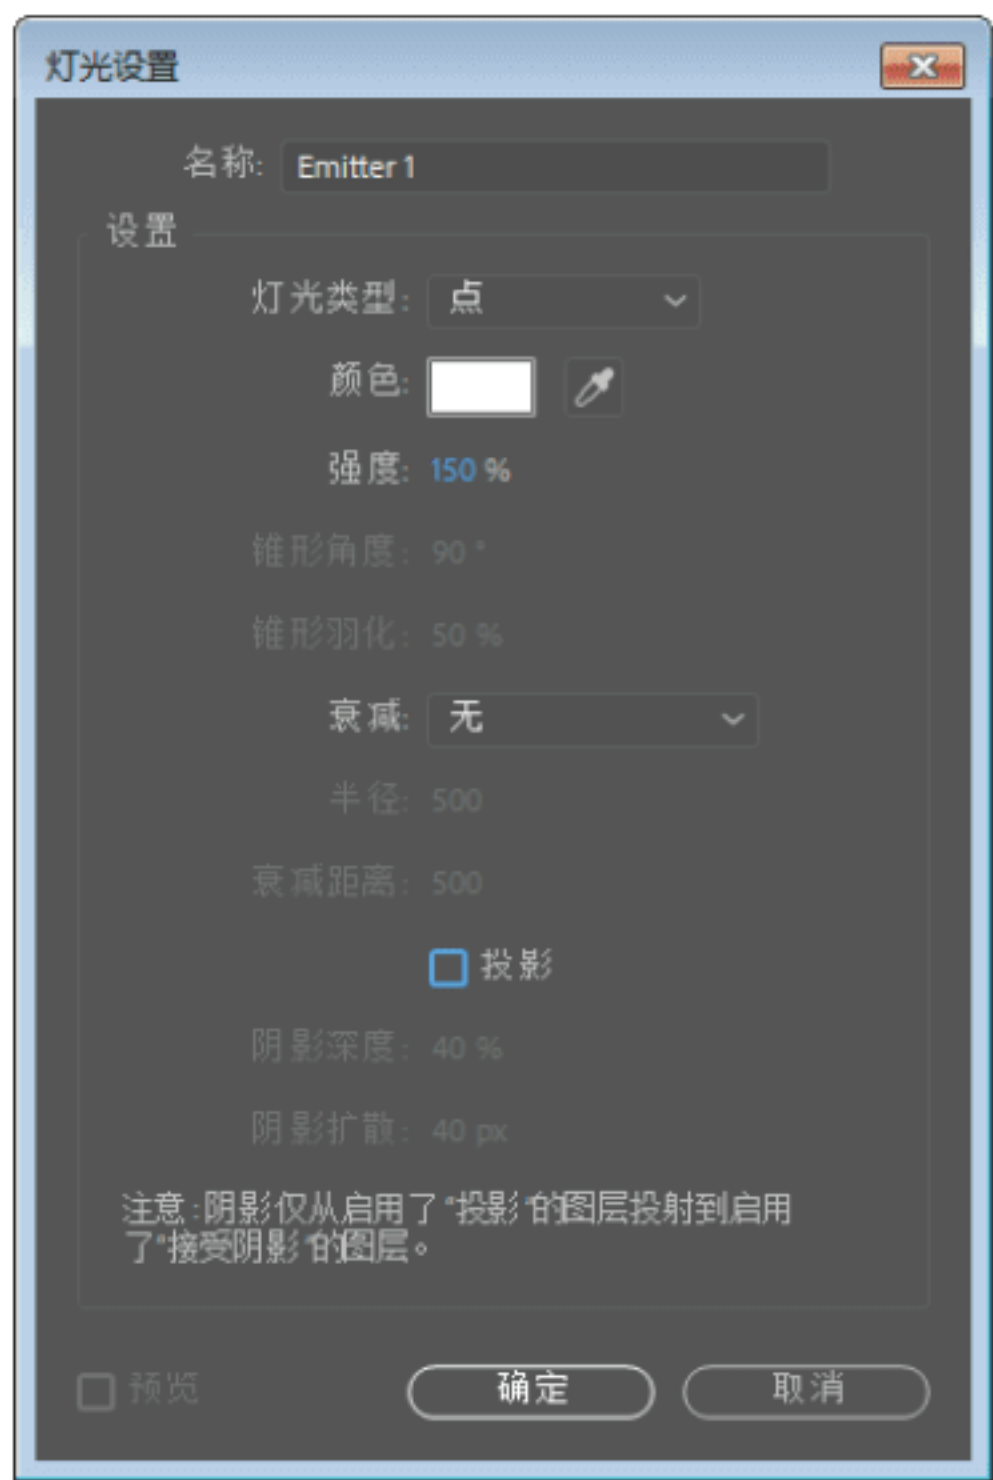 灯光设置
名称: Emitter 1
设置
灯光类型: 点
颜色:
强度: 150 %
锥形角度: 90 °
锥形羽化: 50 %
衰减: 无
半径: 500
衰减距离: 500
投影
阴影深度: 40 %
阴影扩散: 40 px
注意:阴影仅从启用了“投影”的图层投射到启用
了“接受阴影”的图层。
预览 确定 取消